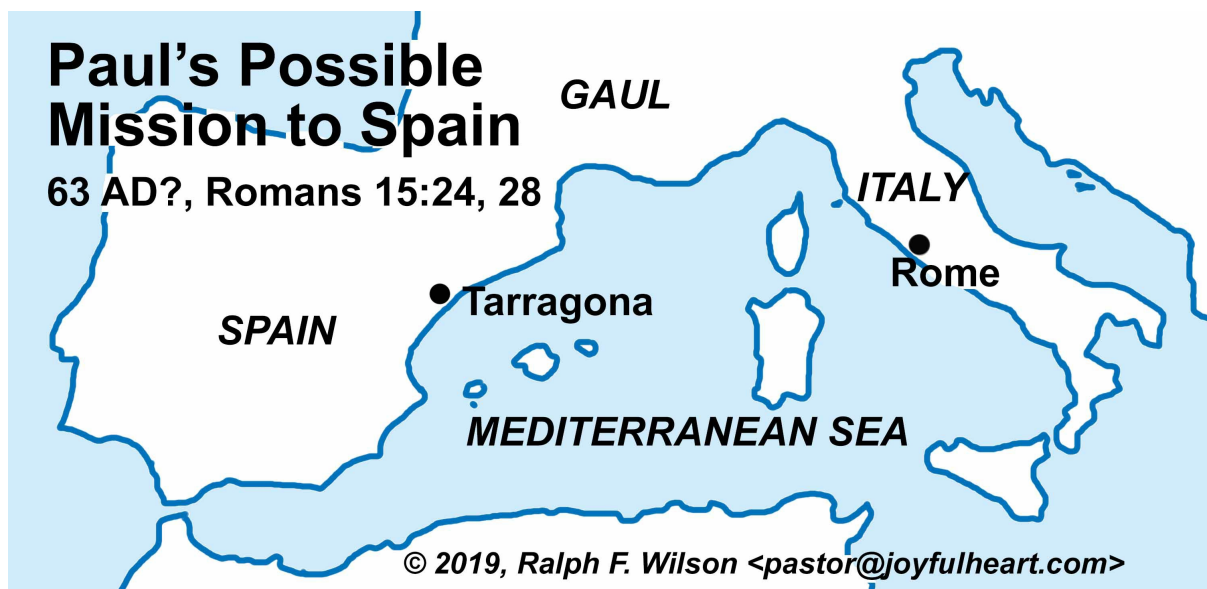 Paul's Possible
Mission to Spain
63 AD?, Romans 15:24, 28
GAUL
ITALY
Rome
Tarragona
SPAIN
MEDITERRANEAN SEA
© 2019, Ralph F. Wilson <pastor@joyfulheart.com>